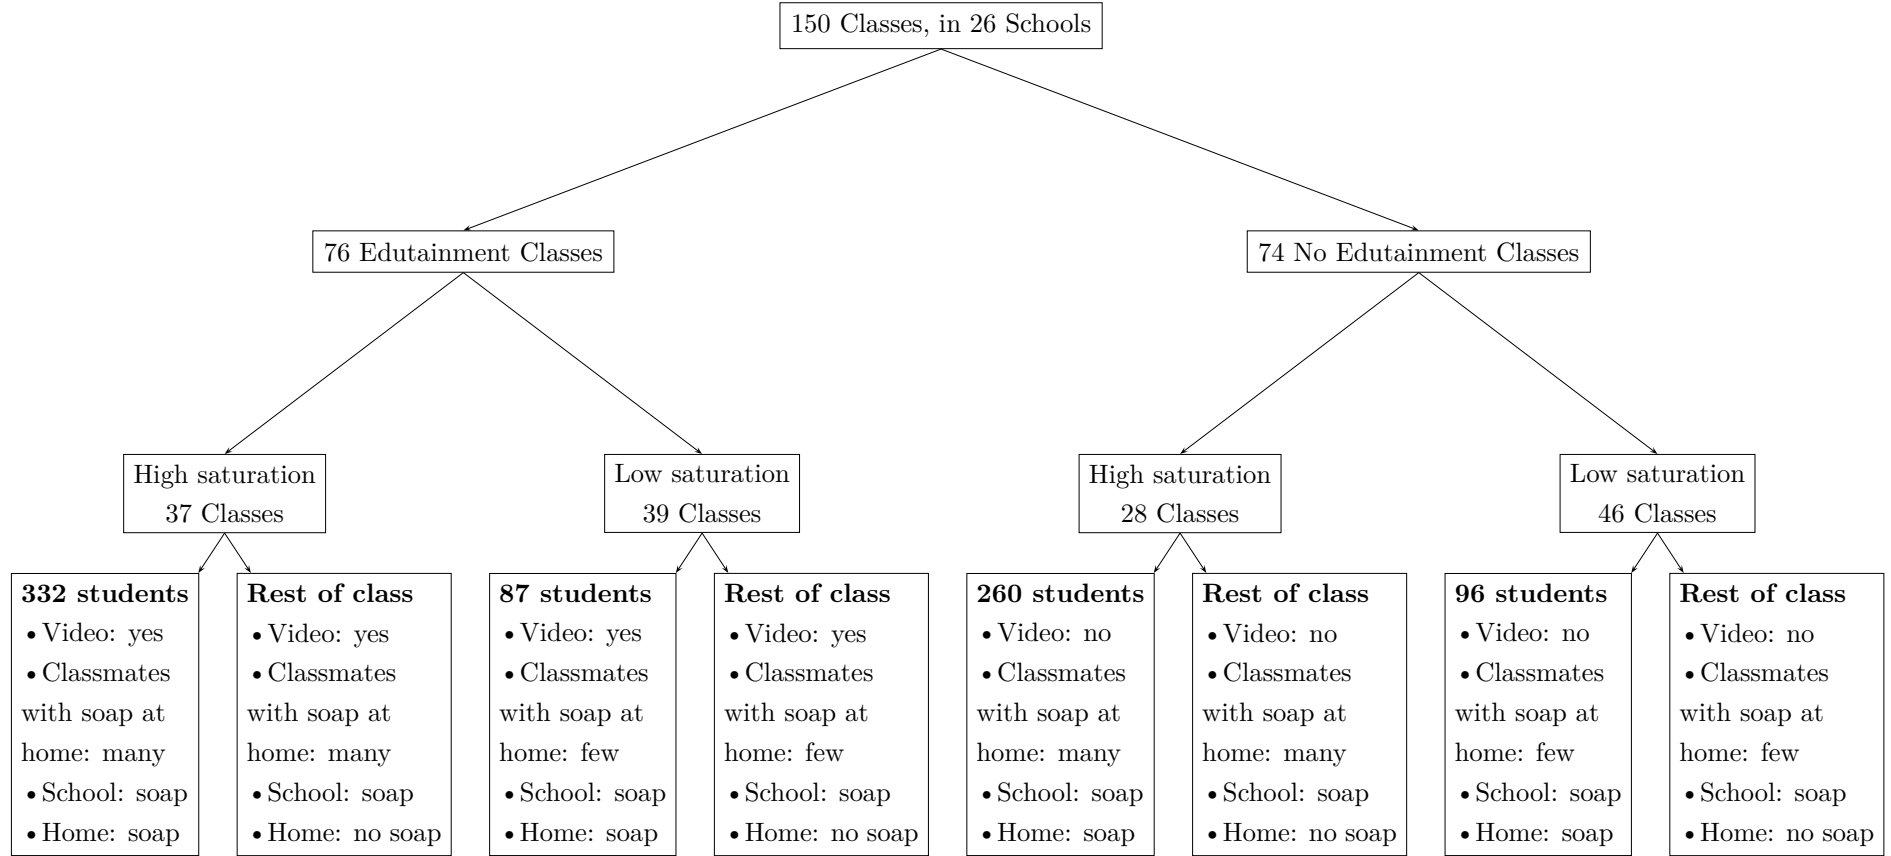 150 Classes, in 26 Schools
76 Edutainment Classes
74 No Edutainment Classes
High saturation
37 Classes
Low saturation
39 Classes
High saturation
28 Classes
Low saturation
46 Classes
332 students
• Video: yes
• Classmates
with soap at
home: many
• School: soap
• Home: soap
Rest of class
• Video: yes
• Classmates
with soap at
home: many
• School: soap
• Home: no soap
87 students
• Video: yes
• Classmates
with soap at
home: few
• School: soap
• Home: soap
Rest of class
• Video: yes
• Classmates
with soap at
home: few
• School: soap
• Home: no soap
260 students
• Video: no
• Classmates
with soap at
home: many
• School: soap
• Home: soap
Rest of class
• Video: no
• Classmates
with soap at
home: many
• School: soap
• Home: no soap
96 students
• Video: no
• Classmates
with soap at
home: few
• School: soap
• Home: soap
Rest of class
• Video: no
• Classmates
with soap at
home: few
• School: soap
• Home: no soap